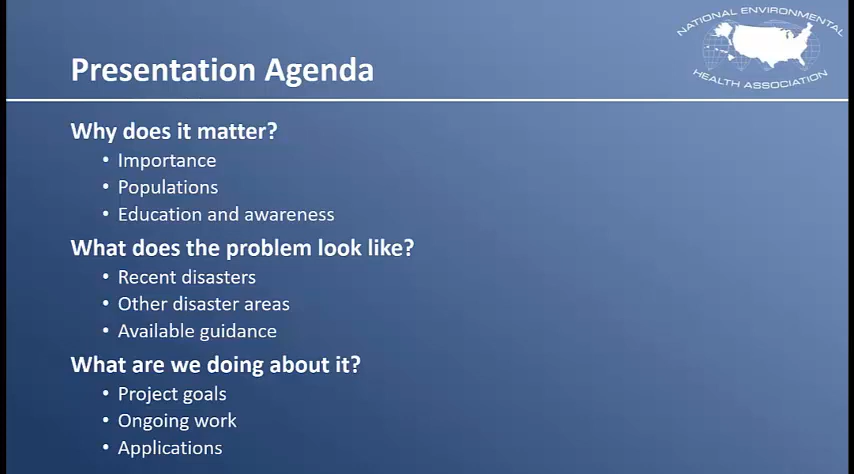 NATIONAL ENVIRONMENTAL
HEALTH ASSOCIATION
Presentation Agenda
Why does it matter?
• Importance
• Populations
• Education and awareness
What does the problem look like?
• Recent disasters
• Other disaster areas
• Available guidance
What are we doing about it?
• Project goals
• Ongoing work
• Applications